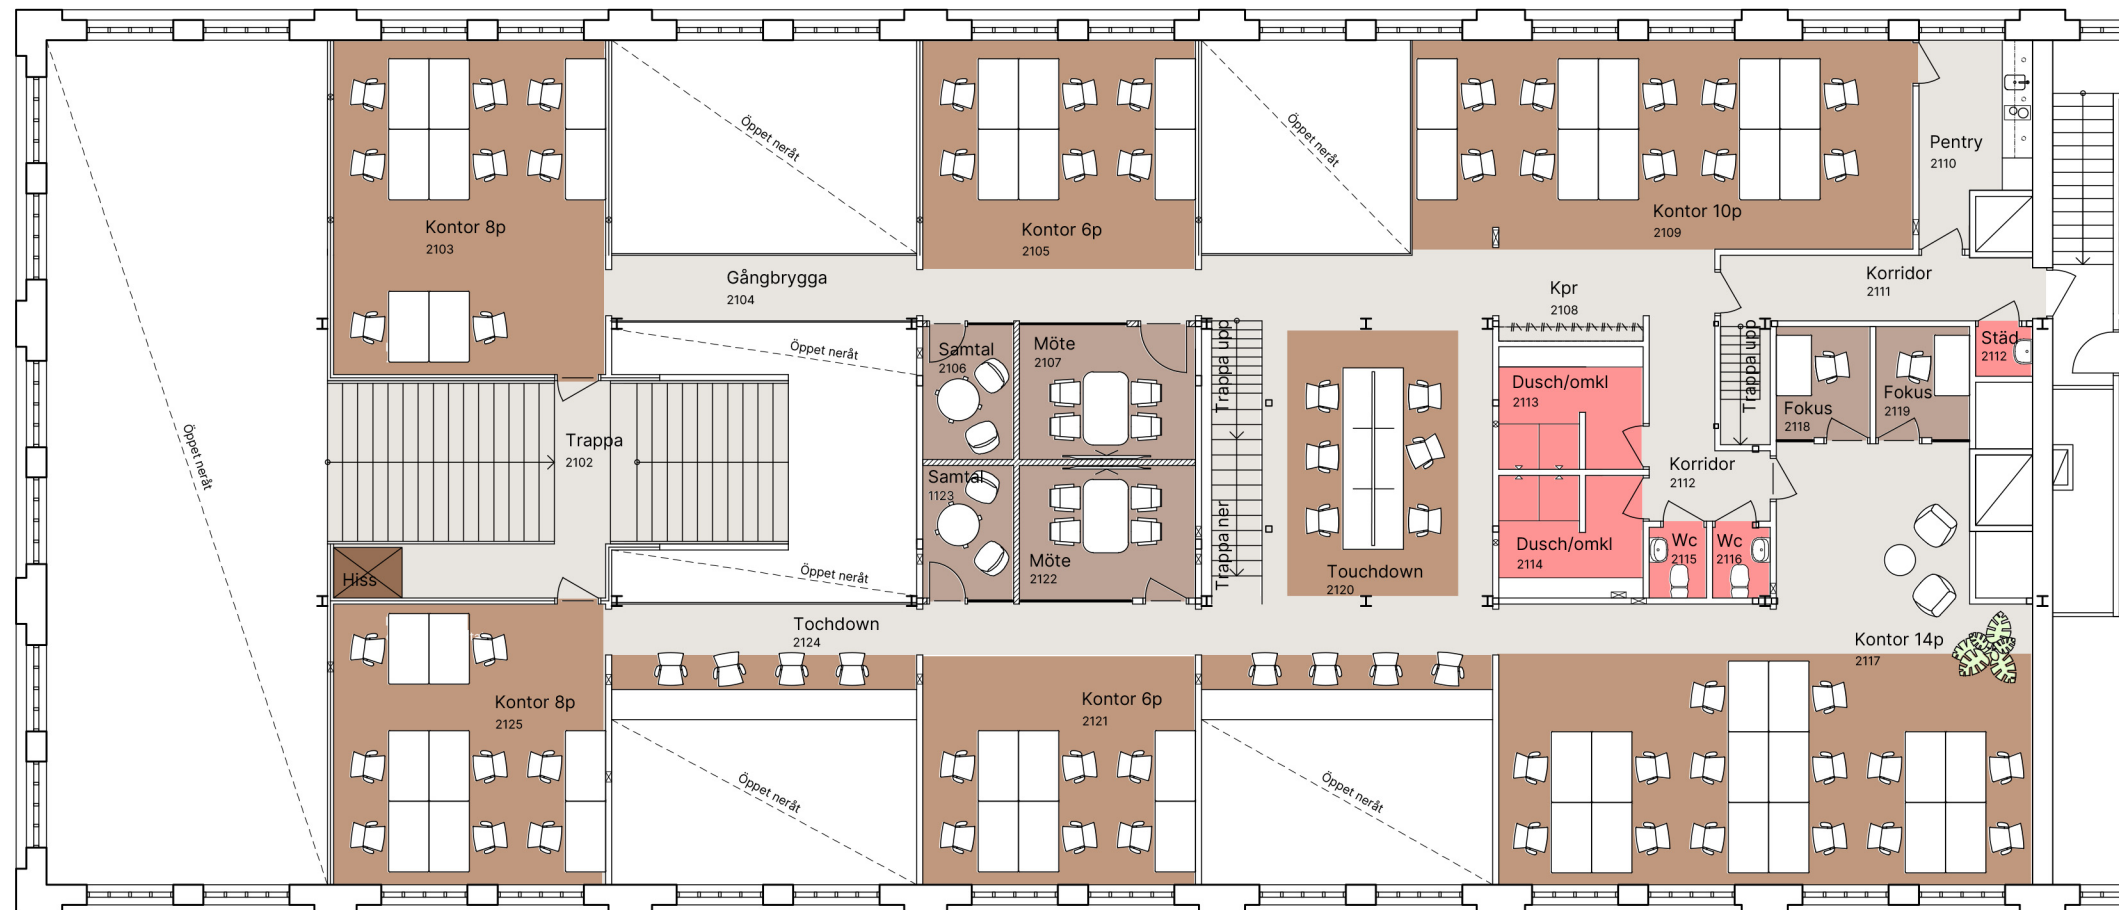 Öppet neråt
Kontor 8p
2103
Öppet neråt
Kontor 6p
2105
Öppet neråt
Kontor 10p
2109
Pentry
2110
Gångbrygga
2104
Kpr
2108
Korridor
2111
Öppet neråt
Samtal
2106
Möte
2107
Trappa upp
Trappa upp
Städ
2112
Dusch/omkl
2113
Fokus
2118
Fokus
2119
Öppet neråt
Trappa
2102
Samtal
1123
Möte
2122
Trappa ner
Korridor
2112
Dusch/omkl
2114
Wc
2115
Wc
2116
Hiss
Öppet neråt
Touchdown
2120
Tochdown
2124
Kontor 14p
2117
Kontor 8p
2125
Kontor 6p
2121
Öppet neråt
Öppet neråt